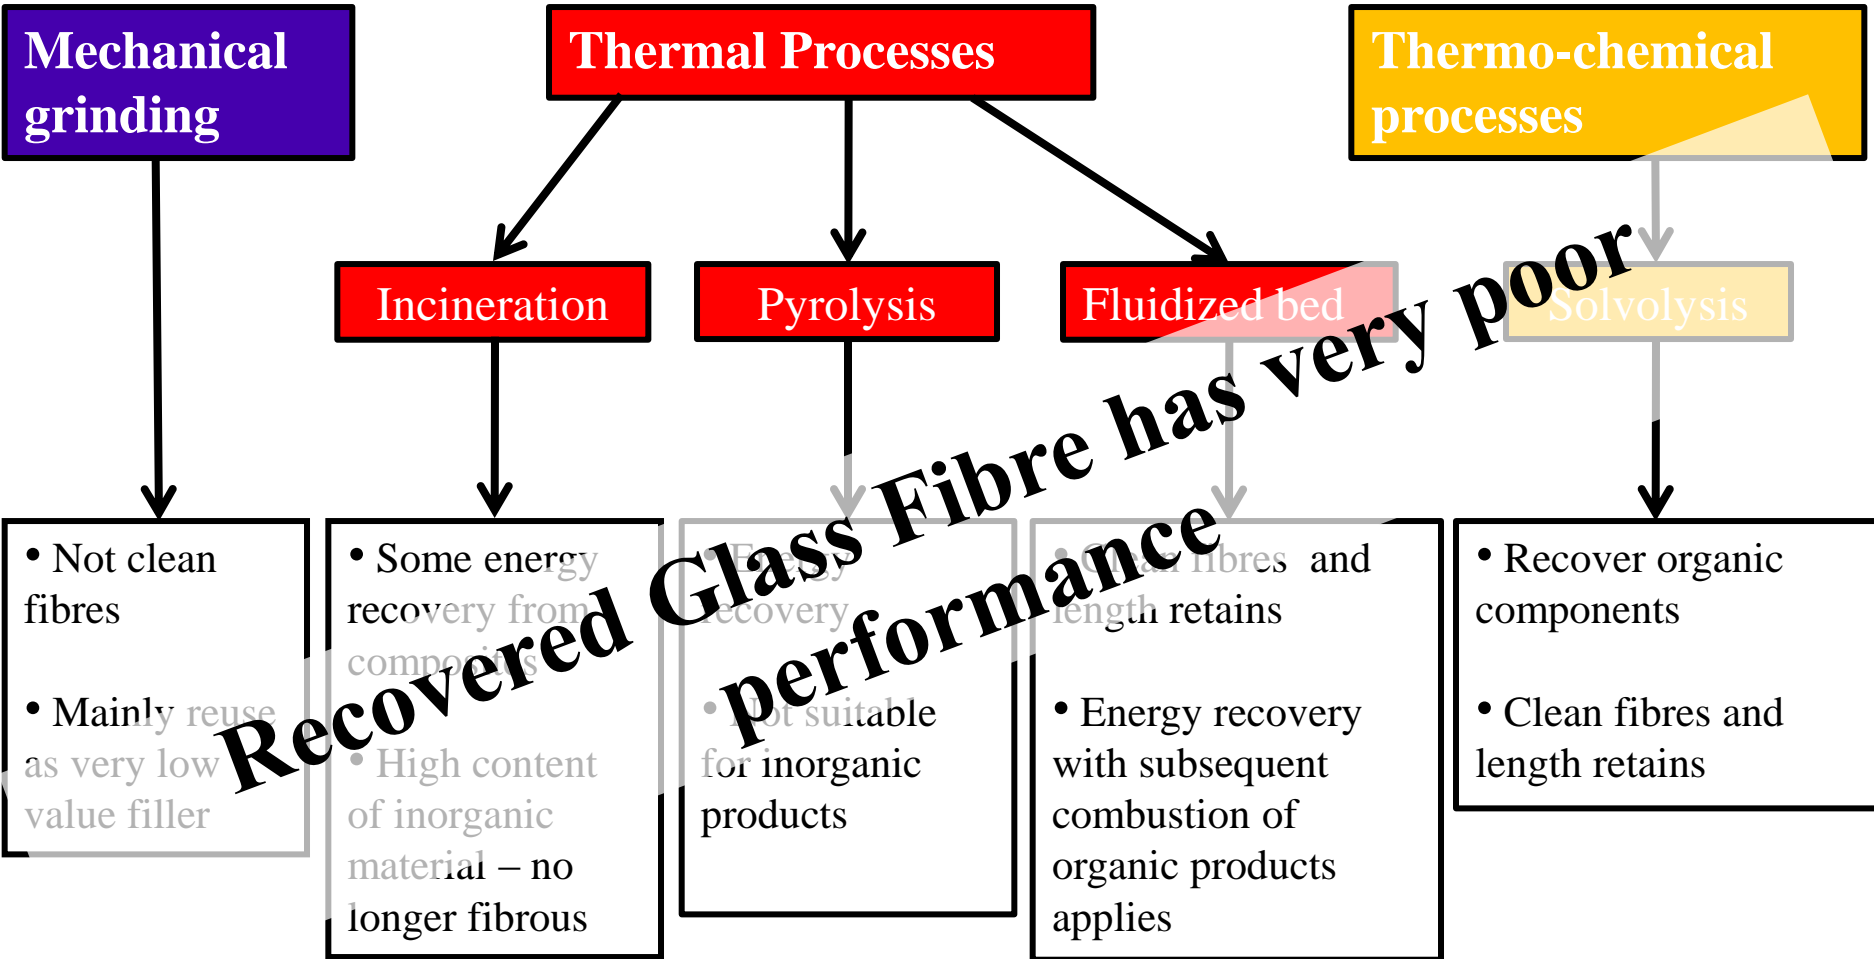 Mechanical
grinding
Thermal Processes
Thermo-chemical
processes
Incineration
Pyrolysis
Fluidized bed
Solvolysis
• Not clean
fibres
• Mainly reuse
as very low
value filler
• Some energy
recovery from
composites
• High content
of inorganic
material – no
longer fibrous
• Energy
recovery
• Not suitable
for inorganic
products
• Clean fibres and
length retains
• Energy recovery
with subsequent
combustion of
organic products
applies
• Recover organic
components
• Clean fibres and
length retains
Recovered Glass Fibre has very poor
performance